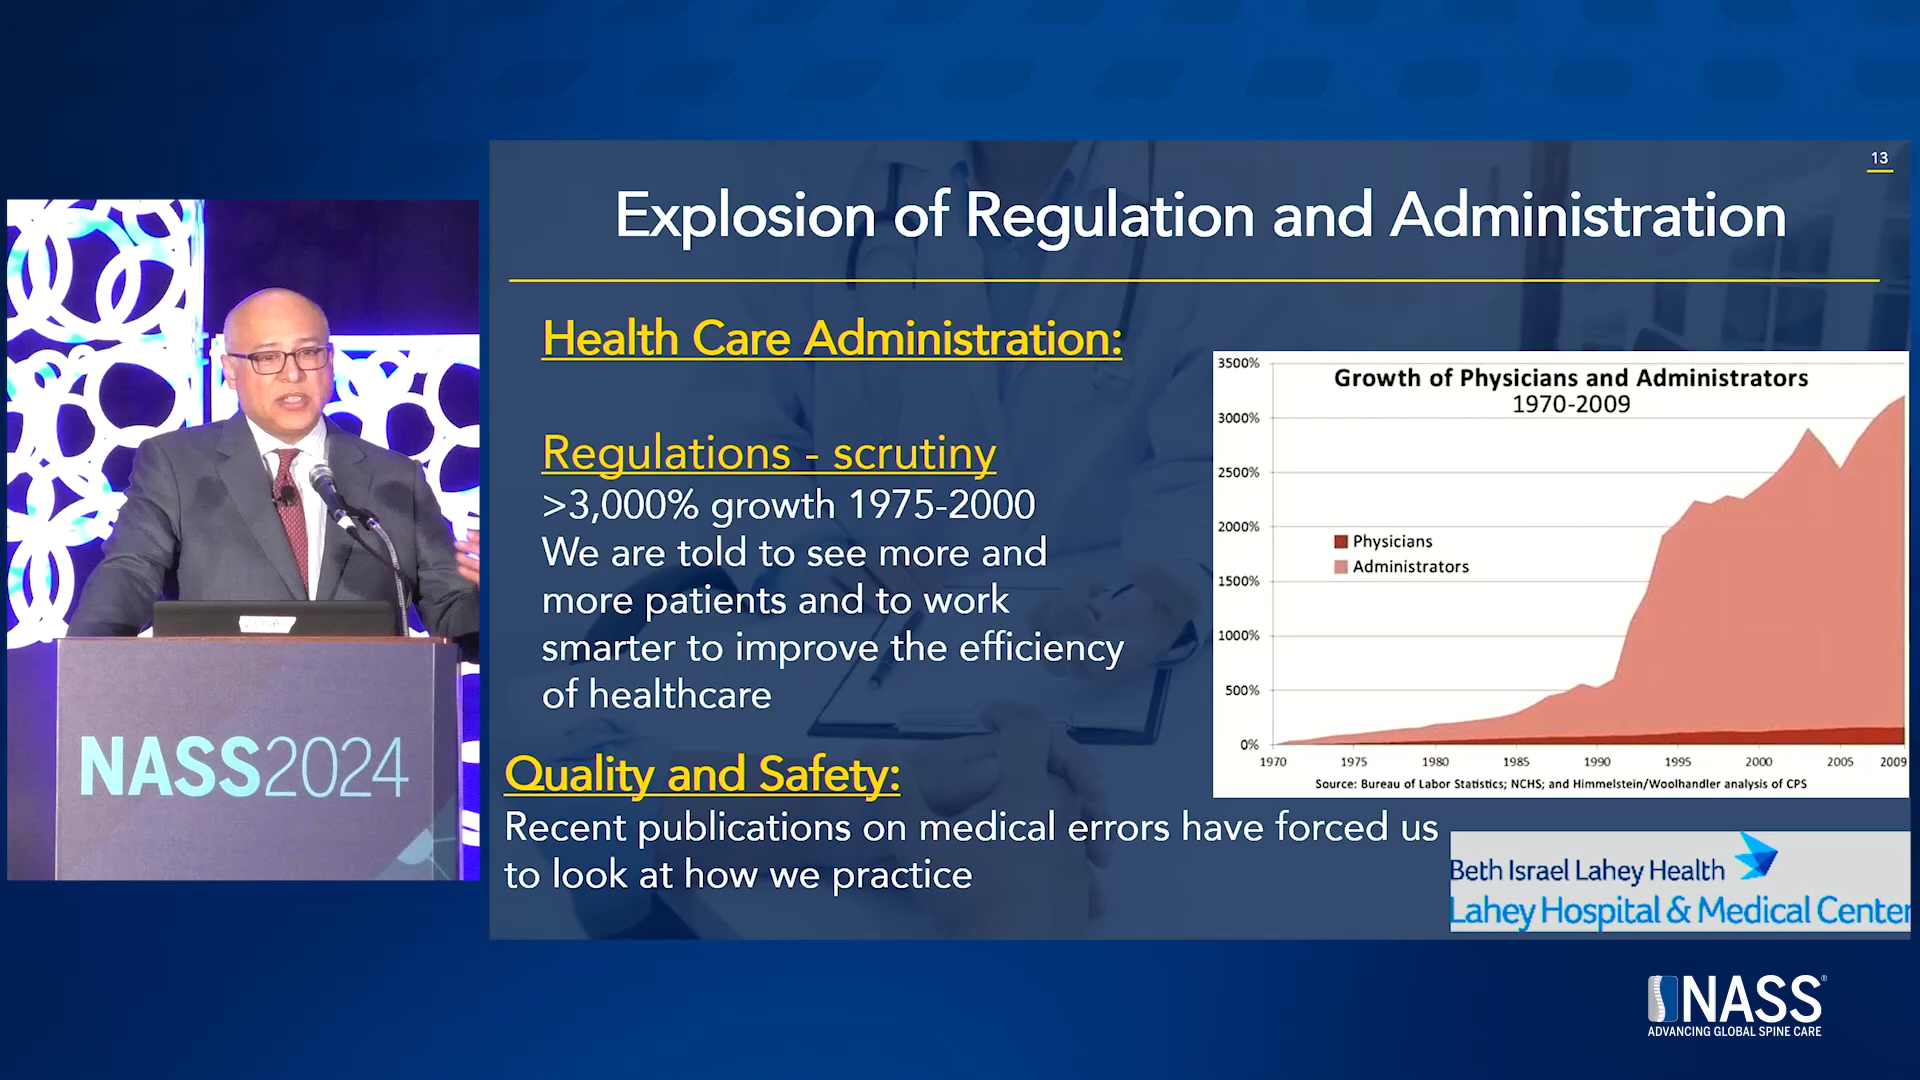 13
Explosion of Regulation and Administration
Health Care Administration:
Regulations - scrutiny
>3,000% growth 1975-2000
We are told to see more and
more patients and to work
smarter to improve the efficiency
of healthcare
Quality and Safety:
Recent publications on medical errors have forced us
to look at how we practice
Growth of Physicians and Administrators
1970-2009
3500%
3000%
2500%
2000%
1500%
1000%
500%
0%
Physicians
Administrators
1970 1975 1980 1985 1990 1995 2000 2005 2009
Source: Bureau of Labor Statistics; NCHS; and Himmelstein/Woolhandler analysis of CPS
Beth Israel Lahey Health
Lahey Hospital & Medical Center
NASS2024
NASS®
ADVANCING GLOBAL SPINE CARE